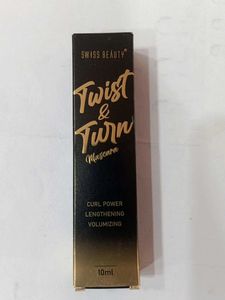 SWISS BEAUTY®
Twist
&
Turn
Mascara
CURL POWER
LENGTHENING
VOLUMIZING
10ml